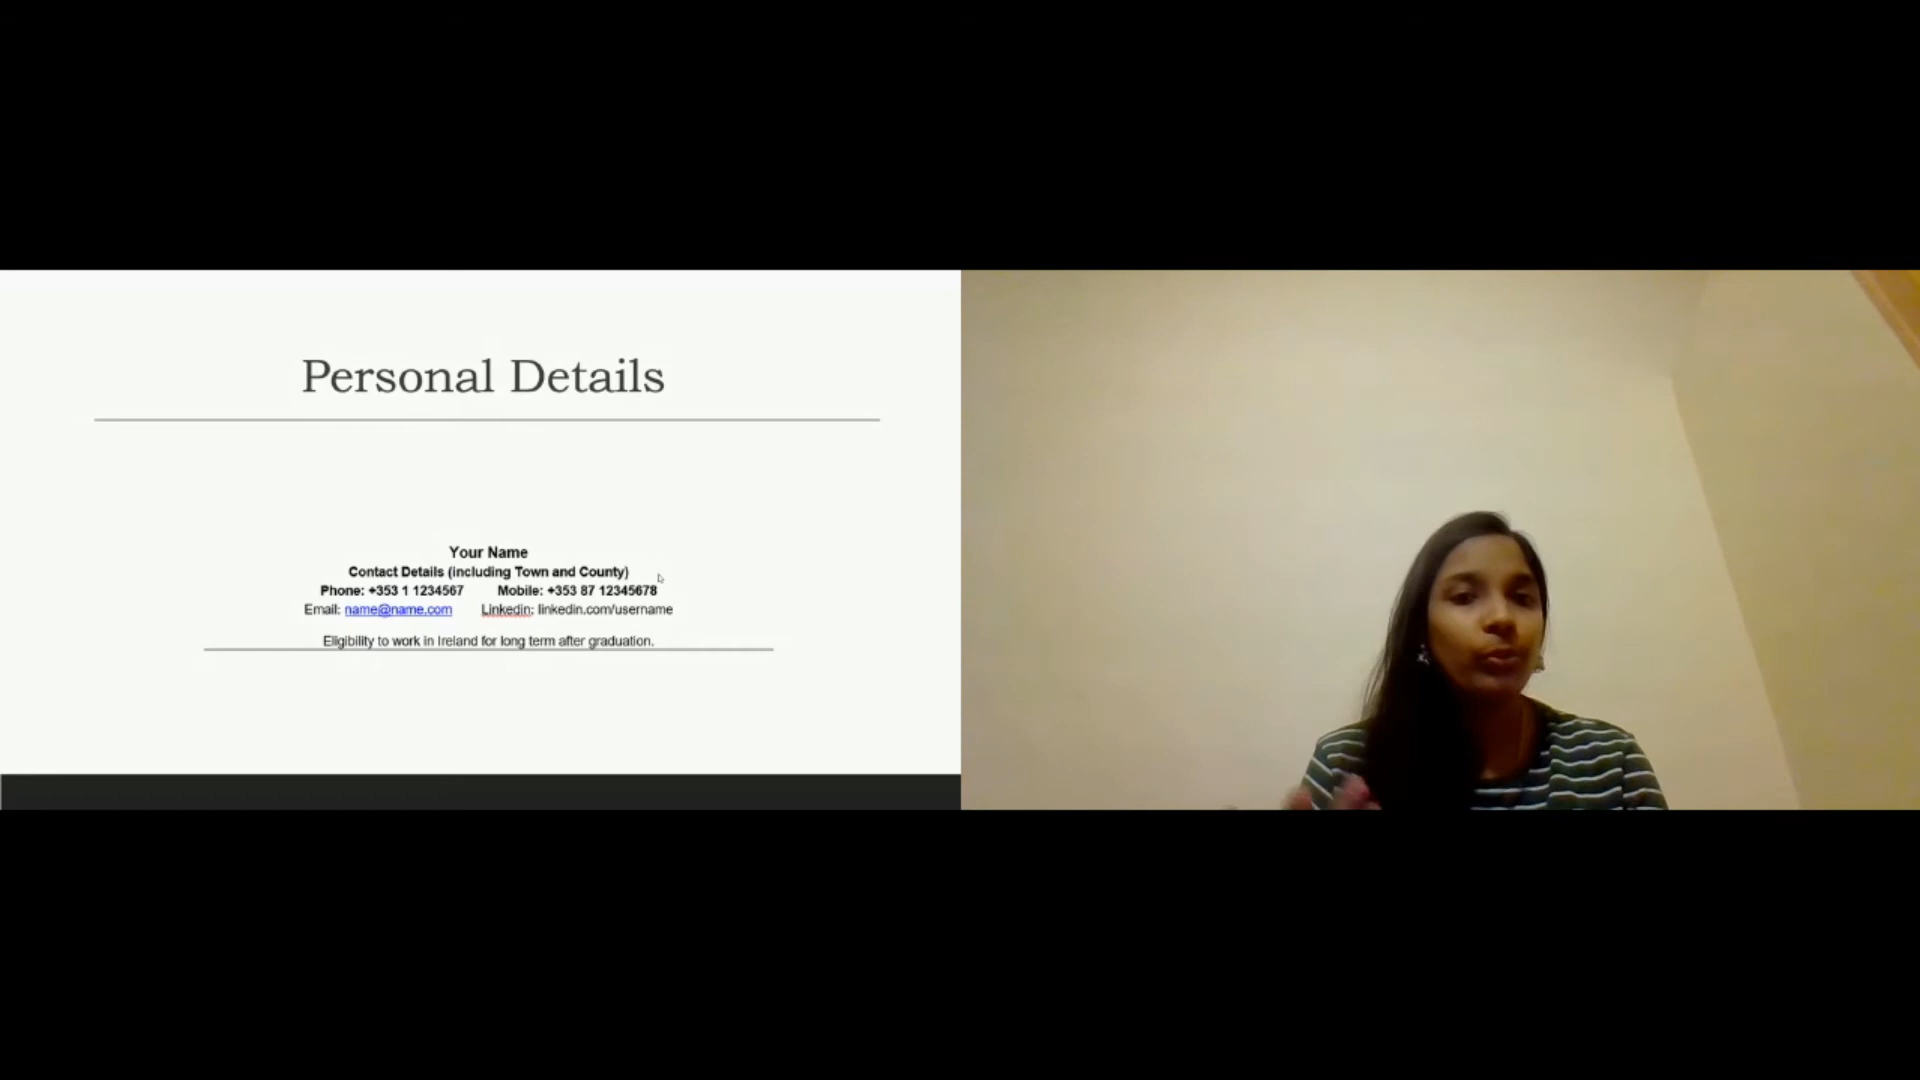 Personal Details
Your Name
Contact Details (including Town and County)
Phone: +353 1 1234567 Mobile: +353 87 12345678
Email: name@name.com Linkedin: linkedin.com/username
Eligibility to work in Ireland for long term after graduation.